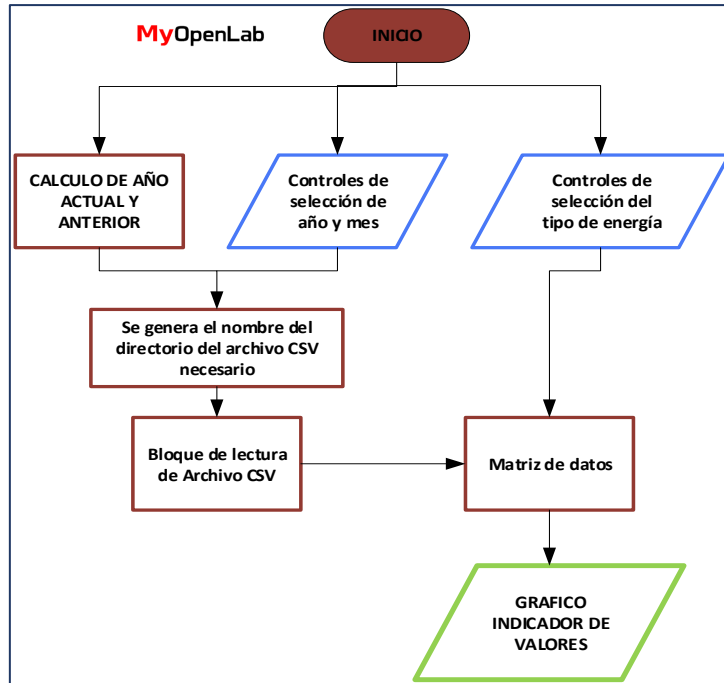 MyOpenLab
INICIO
CALCULO DE AÑO
ACTUAL Y
ANTERIOR
Controles de
selección de
año y mes
Controles de
selección del
tipo de energía
Se genera el nombre del
directorio del archivo CSV
necesario
Bloque de lectura
de Archivo CSV
Matriz de datos
GRAFICO
INDICADOR DE
VALORES